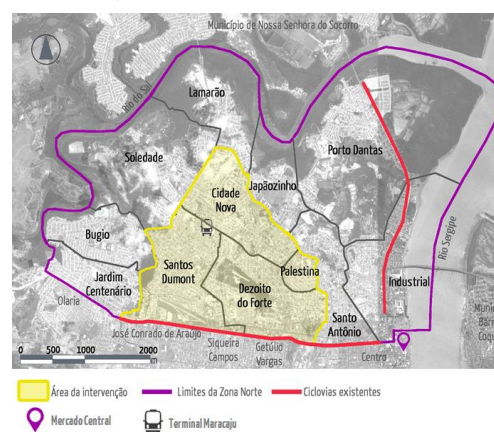 Município de Nossa Senhora do Socorro
Rio do Sal
Lamarão
Porto Dantas
Soledade
Japãozinho
Cidade
Nova
Bugio
Rio Sergipe
Jardim
Centenário
Santos
Dumont
Palestina
Dezoito
do Forte
Industrial
Olaria
Santo
Antônio
José Conrado de Araújo
Siqueira
Campos
Getúlio
Vargas
Centro
0 500 1000 2000
Área da intervenção
Limites da Zona Norte
Ciclovias existentes
Mercado Central
Terminal Maracaju